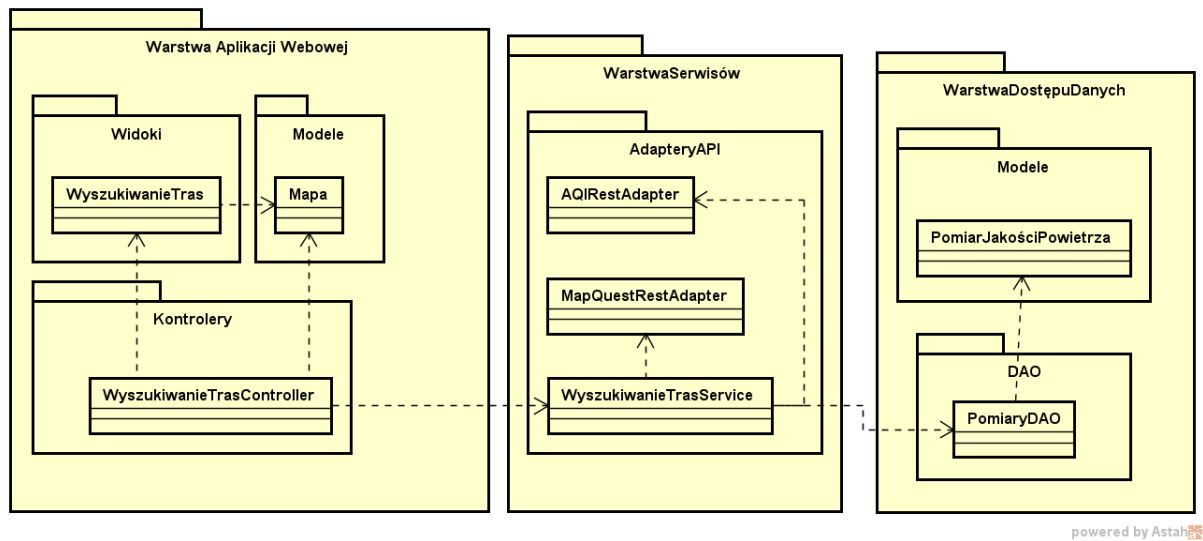 Warstwa Aplikacji Webowej
Widoki
Modele
WyszukiwanieTras
Mapa
Kontrolery
WyszukiwanieTrasController
WarstwaSerwisów
AdapteryAPI
AQIRestAdapter
MapQuestRestAdapter
WyszukiwanieTrasService
WarstwaDostępuDanych
Modele
PomiarJakościPowietrza
DAO
PomiaryDAO
powered by Astah